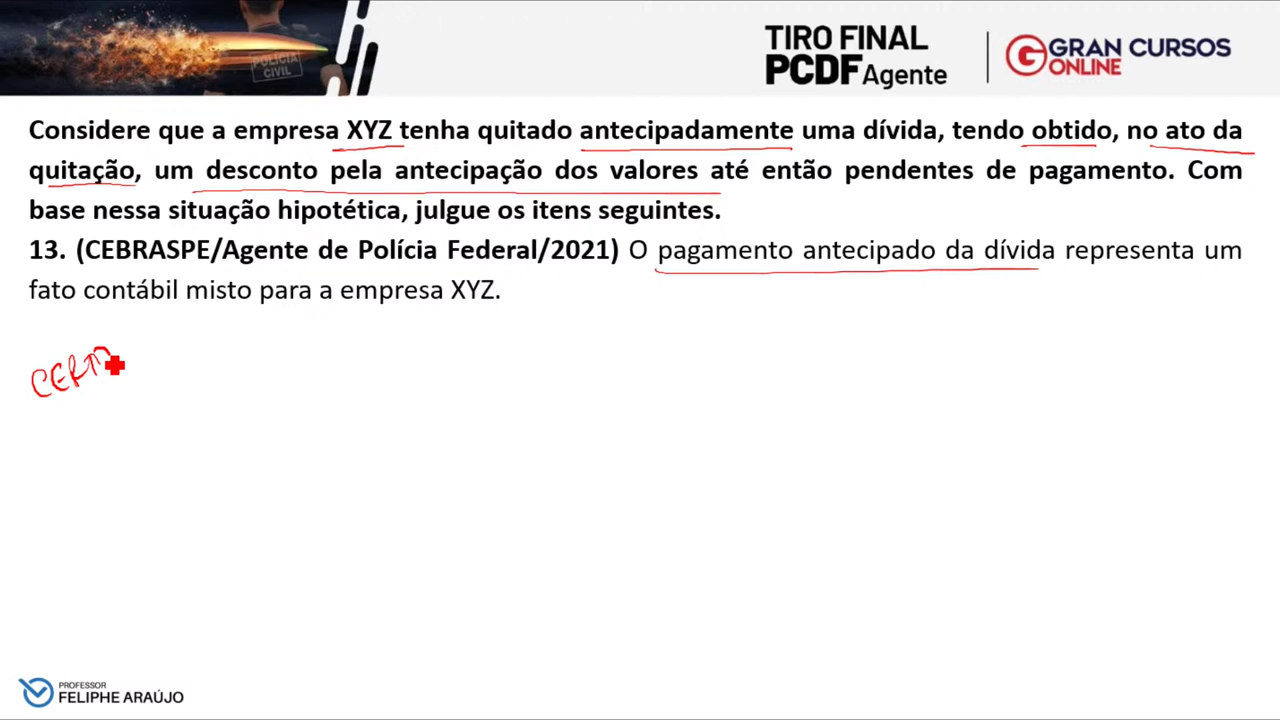 POLÍCIA
CIVIL
TIRO FINAL
PCDF Agente
GRAN CURSOS
ONLINE
Considere que a empresa XYZ tenha quitado antecipadamente uma dívida, tendo obtido, no ato da
quitação, um desconto pela antecipação dos valores até então pendentes de pagamento. Com
base nessa situação hipotética, julgue os itens seguintes.
13. (CEBRASPE/Agente de Polícia Federal/2021) O pagamento antecipado da dívida representa um
fato contábil misto para a empresa XYZ.
CERT
PROFESSOR
FELIPHE ARAÚJO